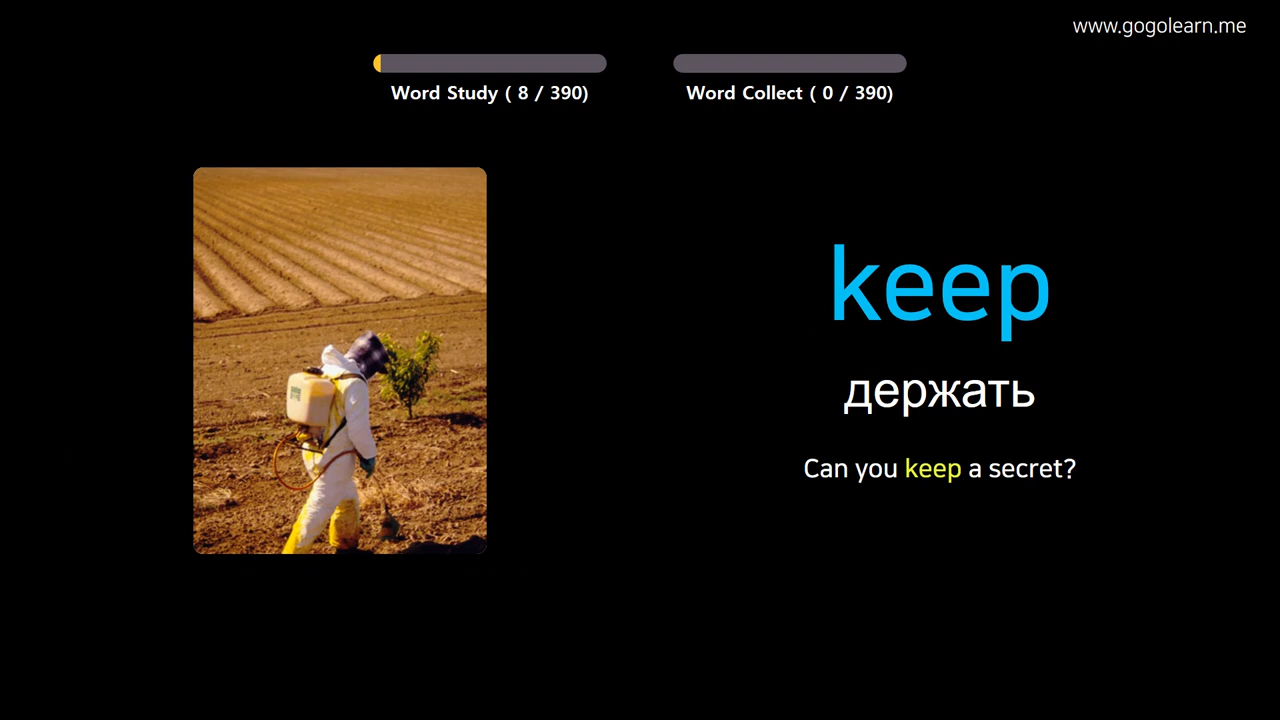 www.gogolearn.me
Word Study ( 8 / 390)
Word Collect ( 0 / 390)
keep
держать
Can you keep a secret?